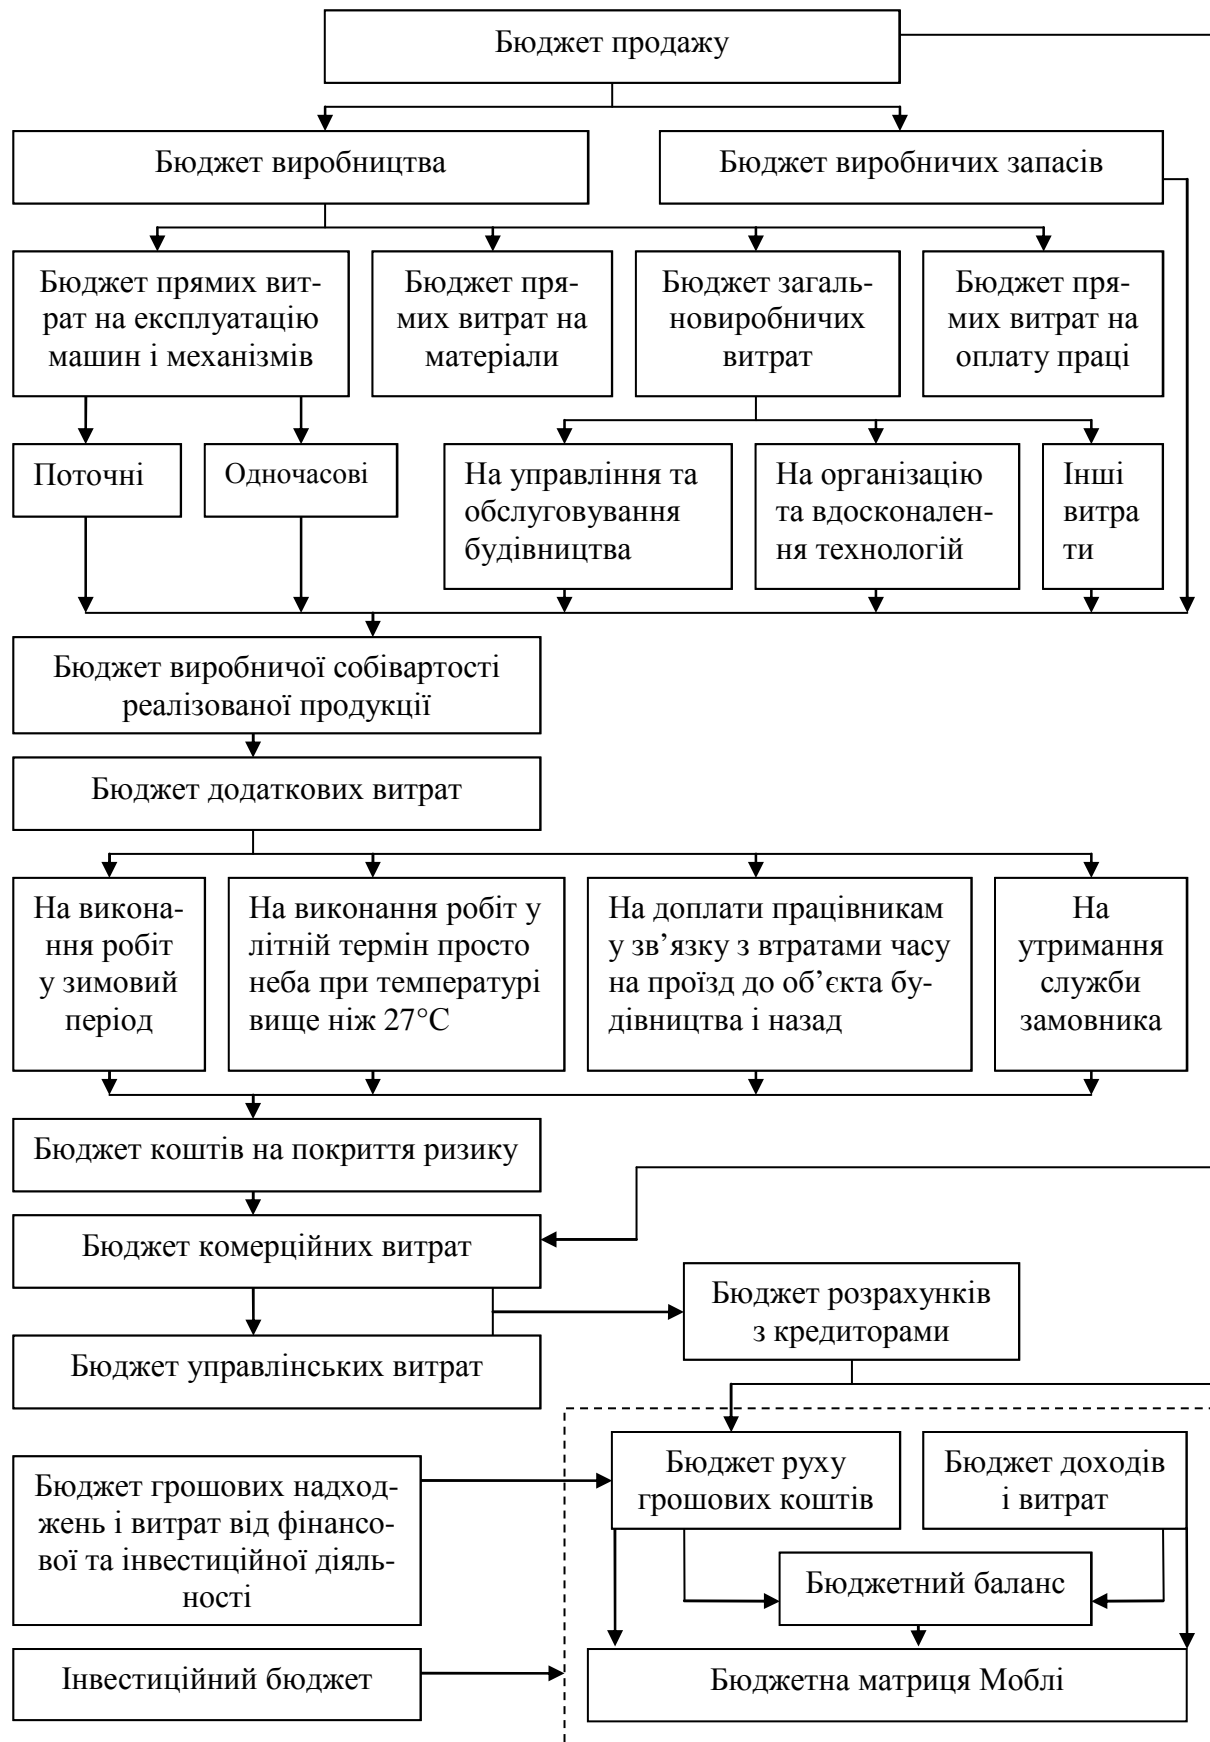 Бюджет продажу
Бюджет виробництва
Бюджет виробничих запасів
Бюджет прямих вит-
рат на експлуатацію
машин і механізмів
Бюджет пря-
мих витрат на
матеріали
Бюджет загаль-
новиробничих
витрат
Бюджет пря-
мих витрат на
оплату праці
Поточні
Одночасові
На управління та
обслуговування
будівництва
На організацію
та вдосконален-
ня технологій
Інші
витра
ти
Бюджет виробничої собівартості
реалізованої продукції
Бюджет додаткових витрат
На викона-
ння робіт
у зимовий
період
На виконання робіт у
літній термін просто
неба при температурі
вище ніж 27°С
На доплати працівникам
у зв’язку з втратами часу
на проїзд до об’єкта бу-
дівництва і назад
На
утримання
служби
замовника
Бюджет коштів на покриття ризику
Бюджет комерційних витрат
Бюджет розрахунків
з кредиторами
Бюджет управлінських витрат
Бюджет грошових надход-
жень і витрат від фінансо-
вої та інвестиційної діяль-
ності
Бюджет руху
грошових коштів
Бюджет доходів
і витрат
Бюджетний баланс
Інвестиційний бюджет
Бюджетна матриця Моблі